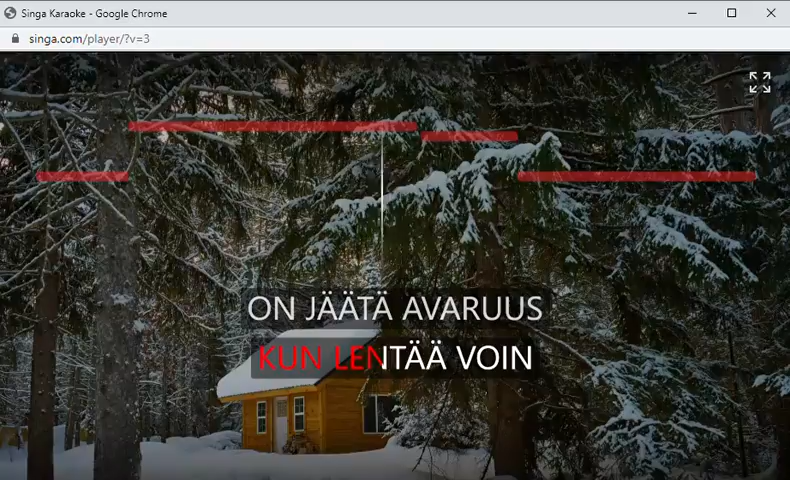 Singa Karaoke - Google Chrome
singa.com/player/?v=3
ON JÄÄTÄ AVARUUS
KUN LENTÄÄ VOIN